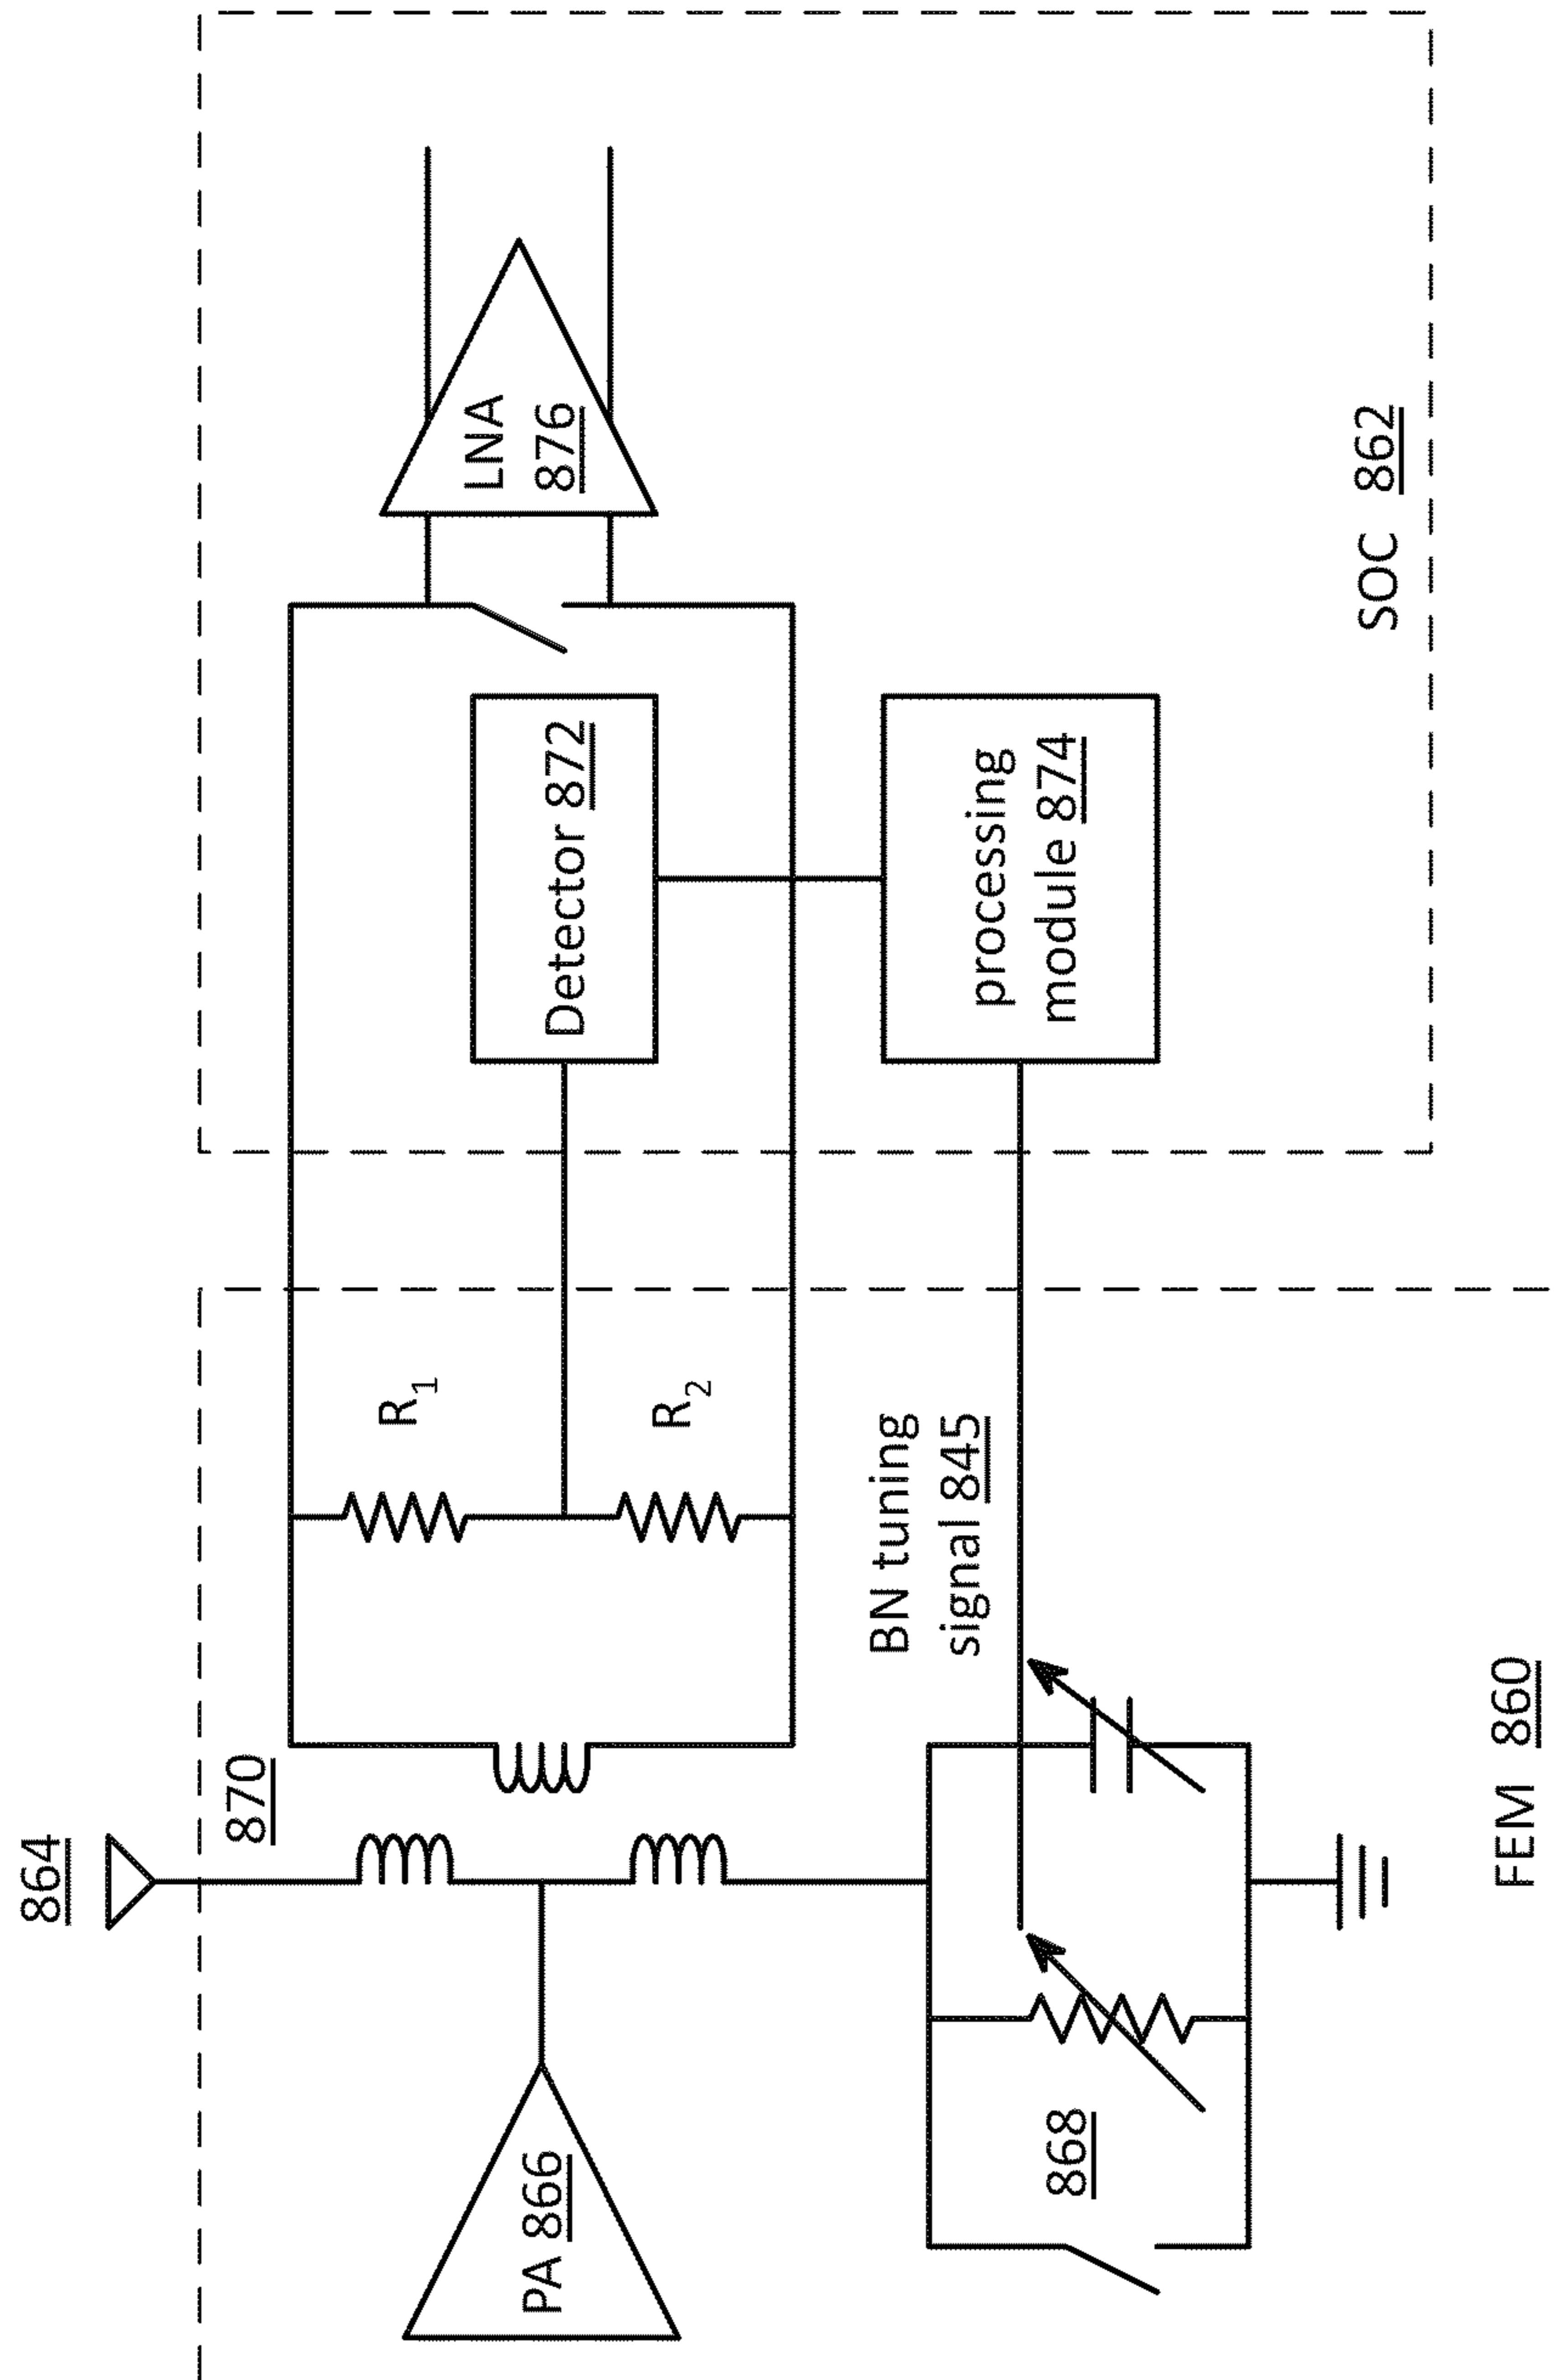 864
870
PA 866
R1
R2
Detector 872
LNA
876
BN tuning
signal 845
868
processing
module 874
FEM 860
SOC 862